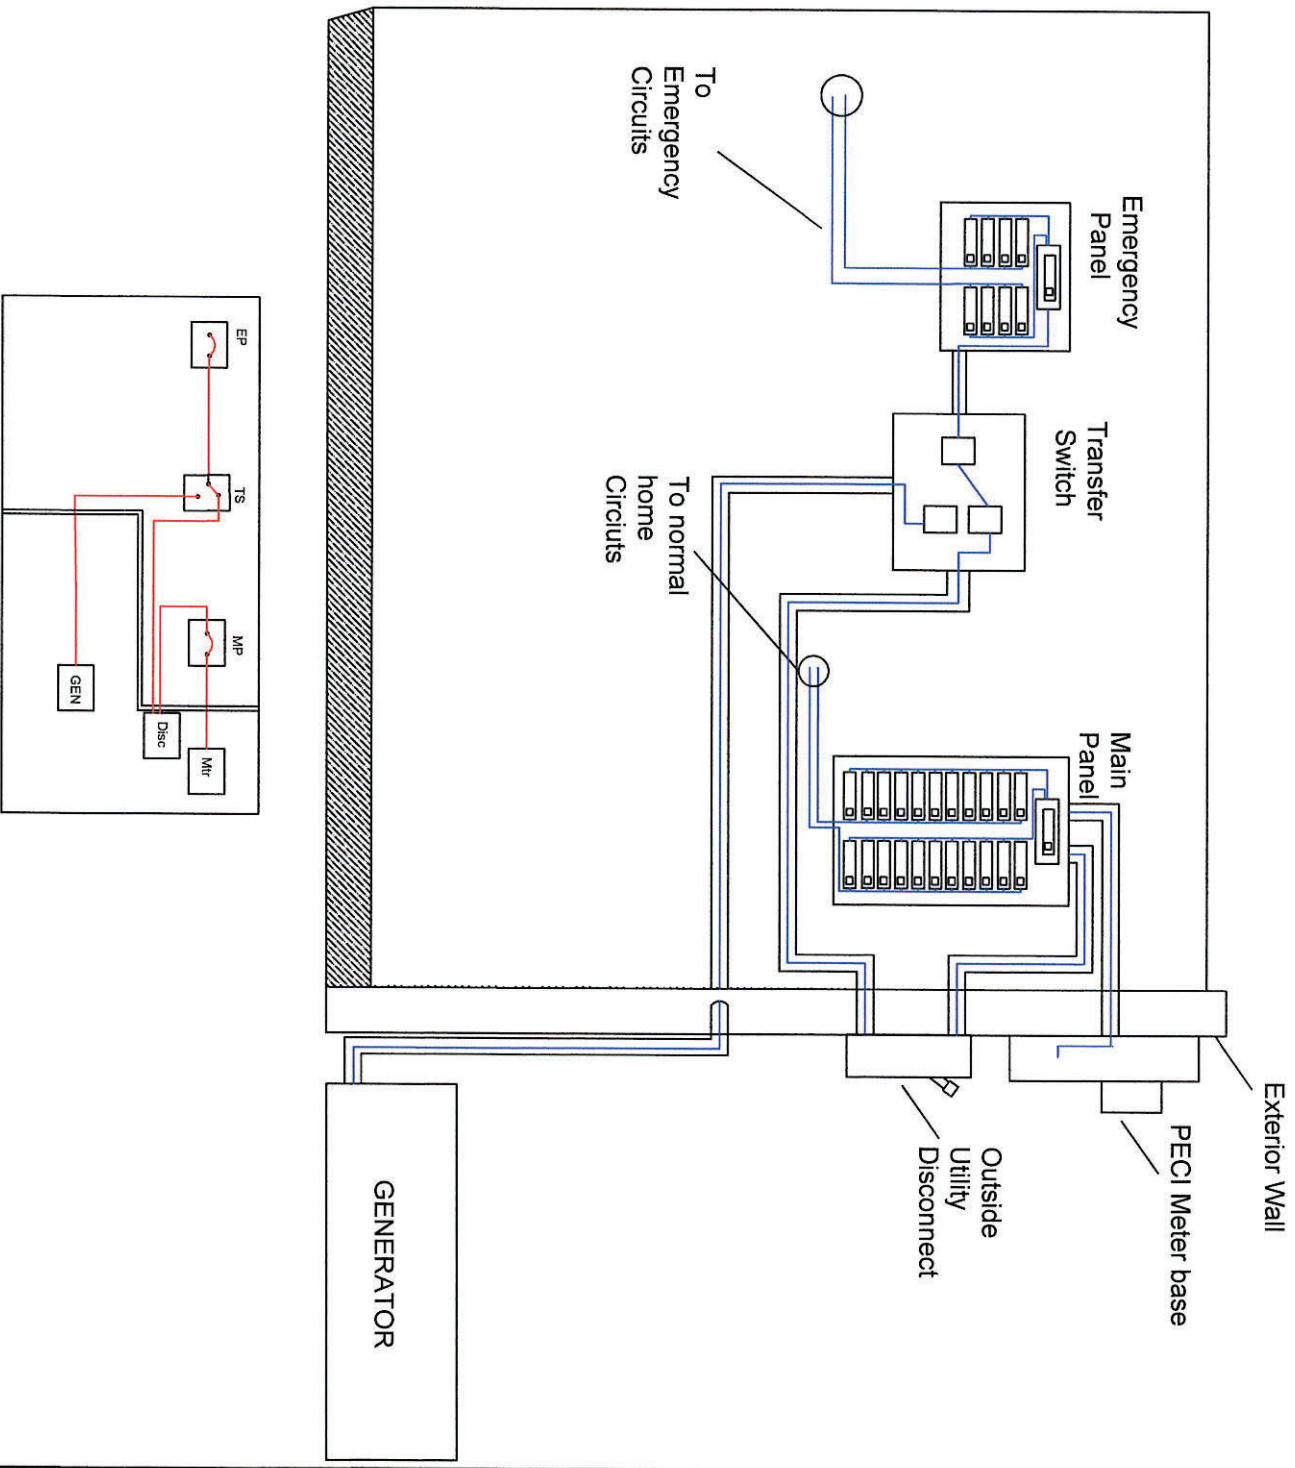 Exterior Wall
PECI Meter base
Outside
Utility
Disconnect
GENERATOR
Emergency
Panel
Transfer
Switch
Main
Panel
To
Emergency
Circuits
To normal
home
Circiuts
EP
TS
MP
GEN
Disc
Mtr